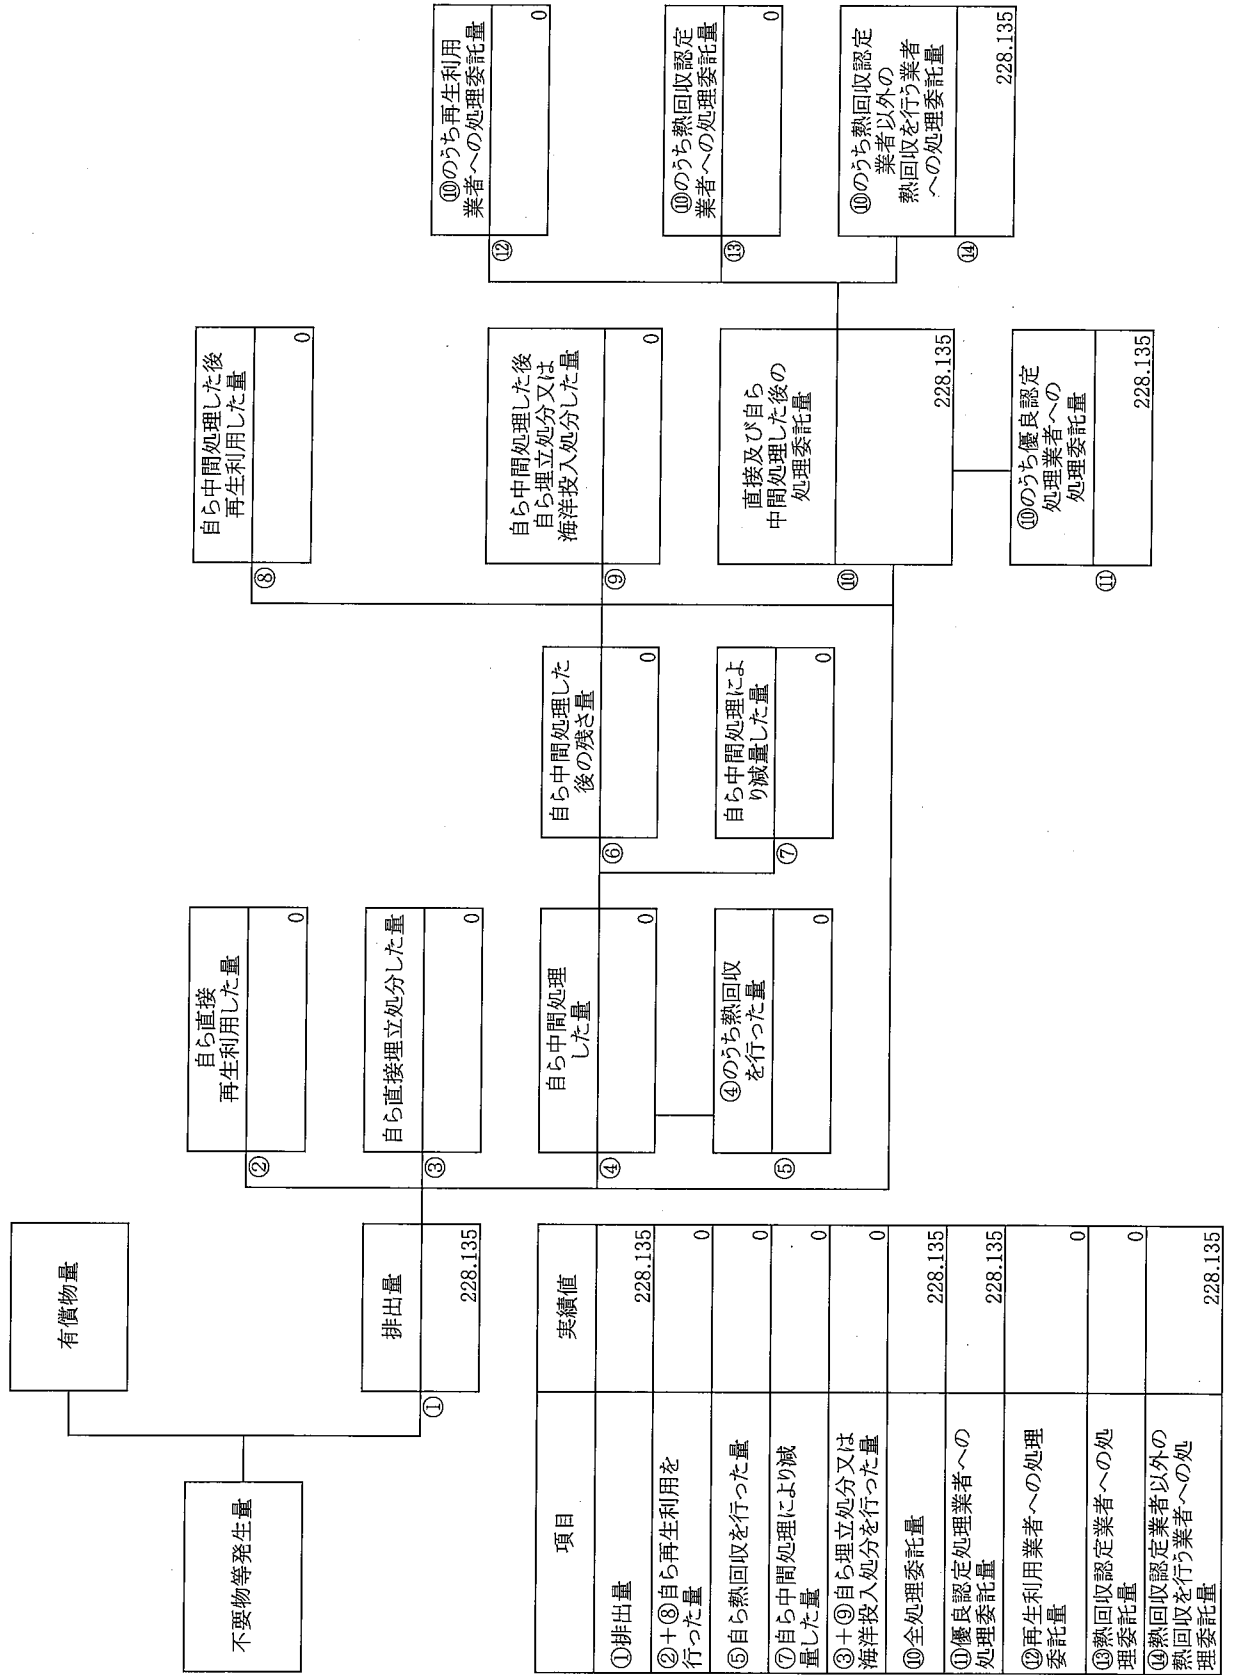 有償物量
不要物等発生量
①
排出量
228.135
②
自ら直接
再生利用した量
0
③
自ら直接埋立処分した量
0
④
自ら中間処理
した量
0
⑤
④のうち熱回収
を行った量
0
⑥
自ら中間処理した
後の残さ量
0
⑦
自ら中間処理によ
り減量した量
0
⑧
自ら中間処理した後
再生利用した量
0
⑨
自ら中間処理した後
自ら埋立処分又は
海洋投入処分した量
0
⑩
直接及び自ら
中間処理した後の
処理委託量
228.135
⑪
⑩のうち優良認定
処理業者への
処理委託量
228.135
⑫
⑩のうち再生利用
業者への処理委託量
0
⑬
⑩のうち熱回収認定
業者への処理委託量
0
⑭
⑩のうち熱回収認定
業者以外の
熱回収を行う業者
への処理委託量
228.135
項目 実績値
①排出量 228.135
②+⑧自ら再生利用を
行った量 0
⑤自ら熱回収を行った量 0
⑦自ら中間処理により減
量した量 0
③+⑨自ら埋立処分又は
海洋投入処分を行った量 0
⑩全処理委託量 228.135
⑪優良認定処理業者への
処理委託量 228.135
⑫再生利用業者への処理
委託量 0
⑬熱回収認定業者への処
理委託量 0
⑭熱回収認定業者以外の
熱回収を行う業者への処
理委託量 228.135